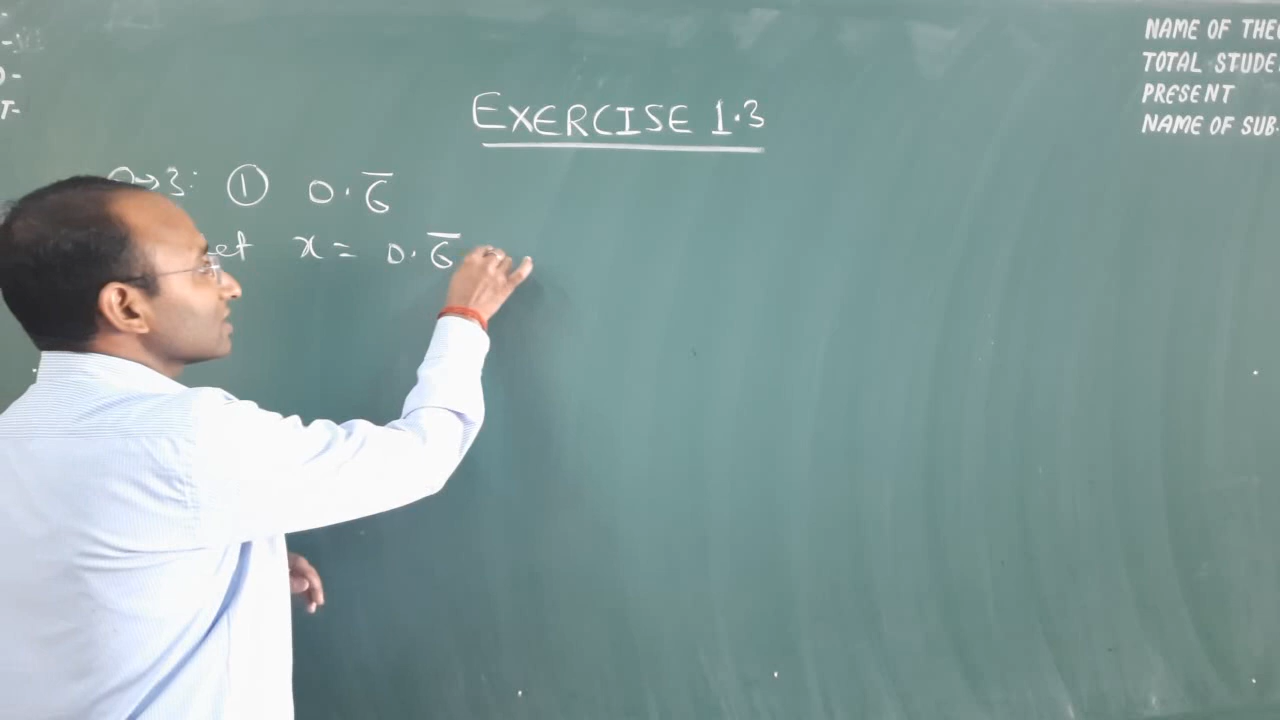 EXERCISE 1.3
Q→3: ① 0.6̅
x = 0.6̅
NAME OF THE
TOTAL STUDE
PRESENT
NAME OF SUB-